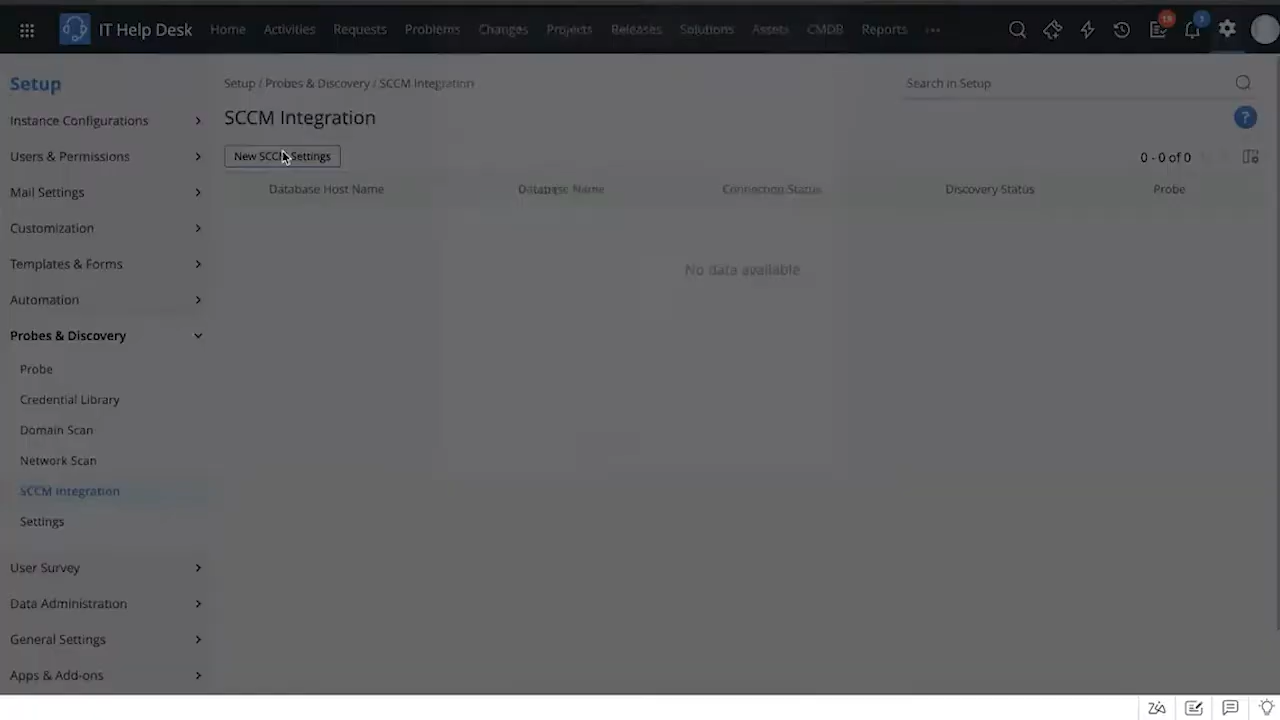 IT Help Desk Home Activities Requests Problems Changes Projects Releases Solutions Assets CMDB Reports ... 18 1
Setup
Setup / Probes & Discovery / SCCM Integration
Search in Setup
Instance Configurations
SCCM Integration
?
Users & Permissions
New SCCM Settings
0 - 0 of 0
Mail Settings
Database Host Name Database Name Connection Status Discovery Status Probe
Customization
Templates & Forms
No data available
Automation
Probes & Discovery
Probe
Credential Library
Domain Scan
Network Scan
SCCM Integration
Settings
User Survey
Data Administration
General Settings
Apps & Add-ons